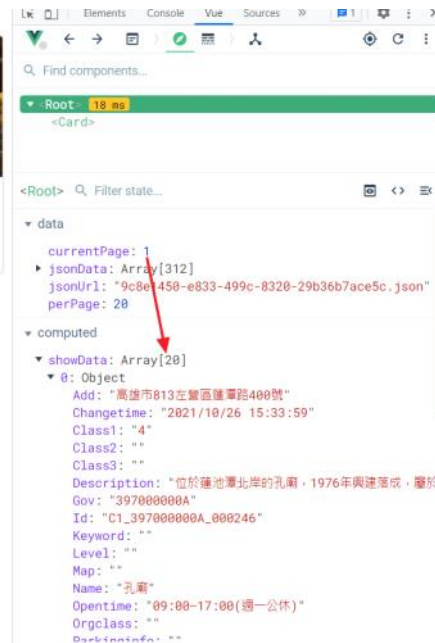 Elements Console Vue Sources » 1
Find components...
<Root> 18 ms
<Card>
<Root> Filter state...
data
currentPage: 1
jsonData: Array[312]
jsonUrl: "9c8e1450-e833-499c-8320-29b36b7ace5c.json"
perPage: 20
computed
showData: Array[20]
0: Object
Add: "高雄市813左營區蓮潭路400號"
Changetime: "2021/10/26 15:33:59"
Class1: "4"
Class2: ""
Class3: ""
Description: "位於蓮池潭北岸的孔廟，1976年興建落成，屬於
Gov: "397000000A"
Id: "C1_397000000A_000246"
Keyword: ""
Level: ""
Map: ""
Name: "孔廟"
Opentime: "09:00-17:00(週一公休)"
Orgclass: ""
Parkinginfo: ""